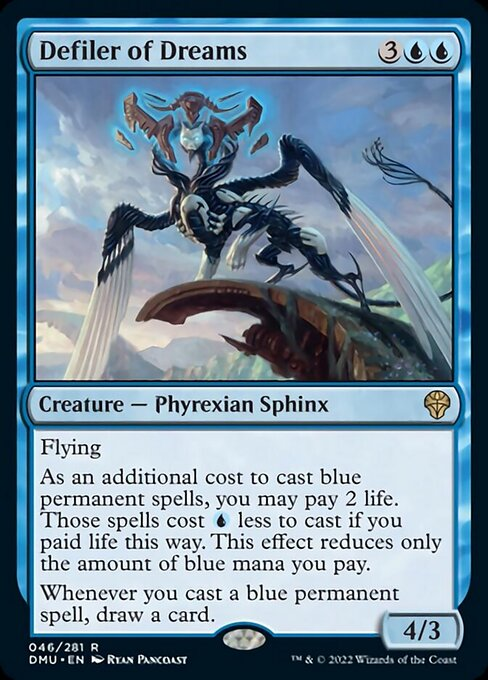 Defiler of Dreams 3
Creature — Phyrexian Sphinx
Flying
As an additional cost to cast blue
permanent spells, you may pay 2 life.
Those spells cost less to cast if you
paid life this way. This effect reduces only
the amount of blue mana you pay.
Whenever you cast a blue permanent
spell, draw a card.
4/3
046/281 R
DMU • EN Ryan Pancoast
™ & © 2022 Wizards of the Coast